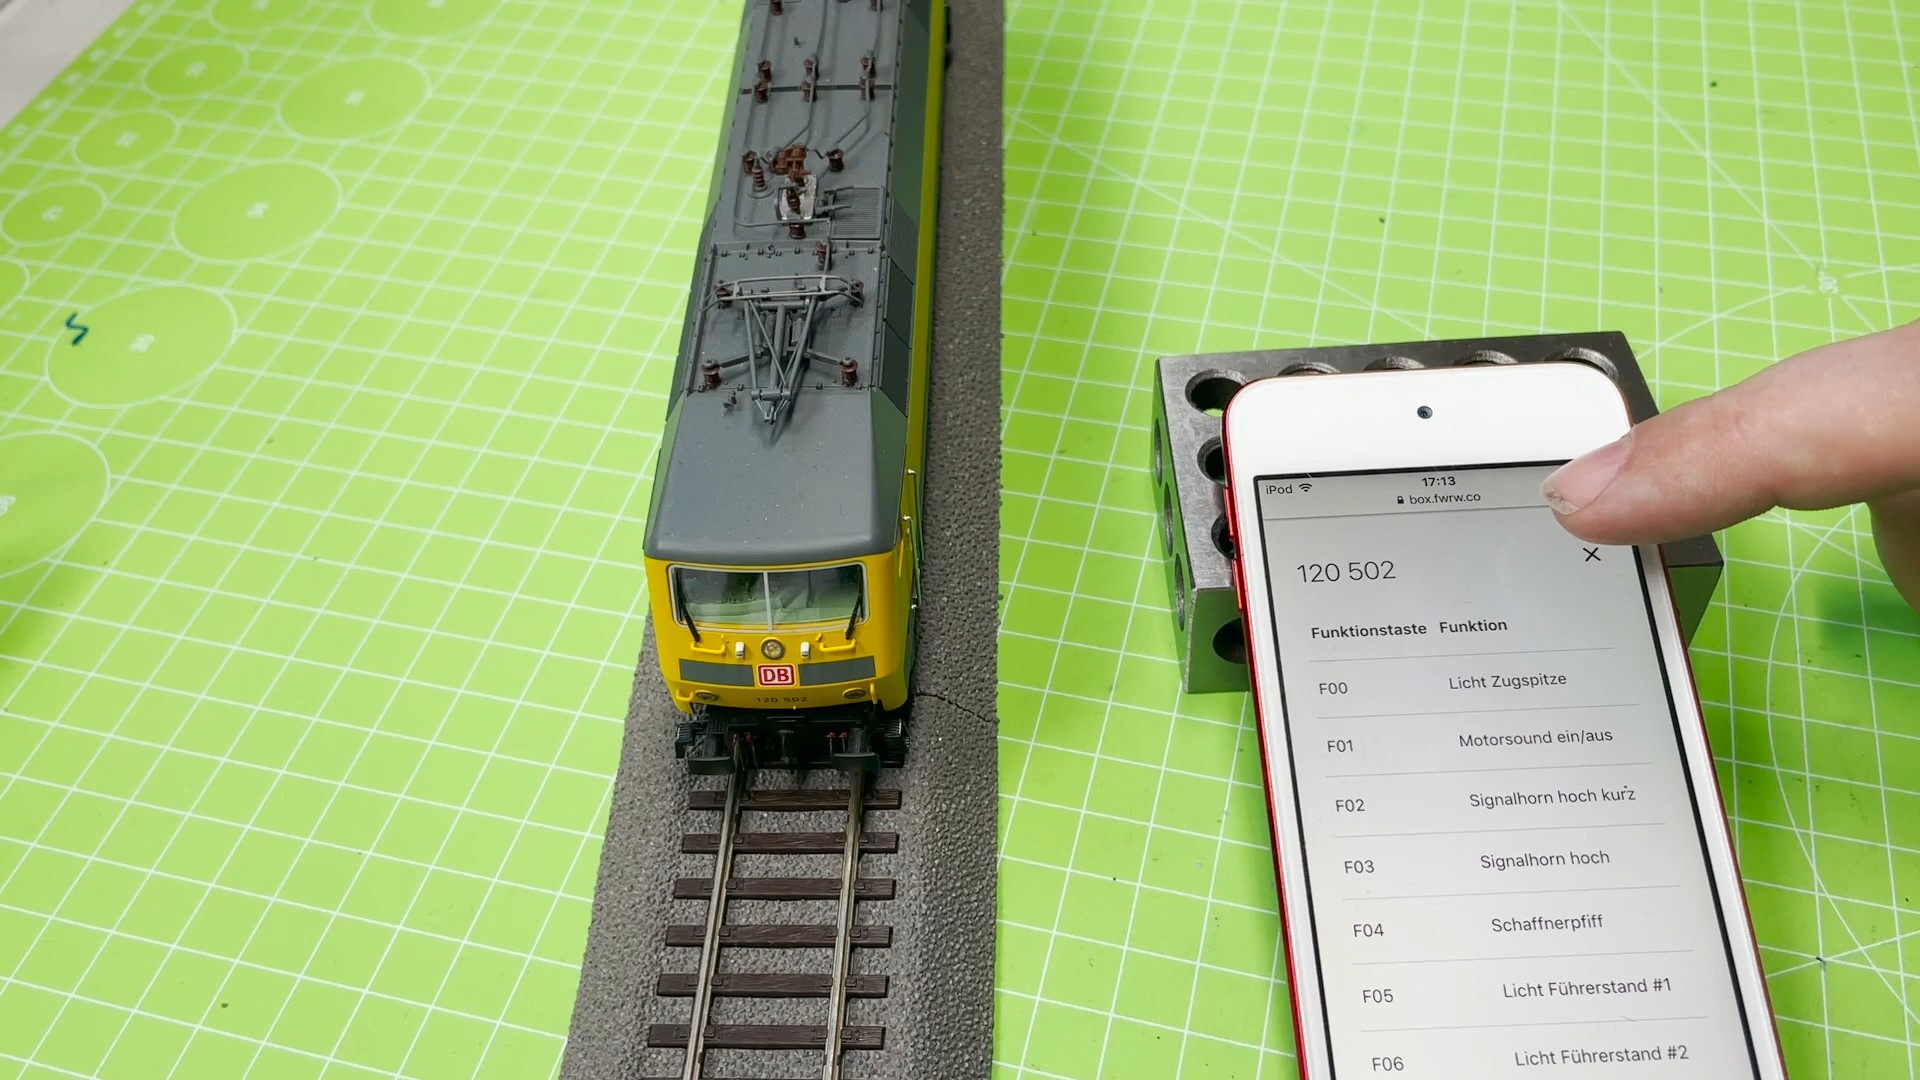 DB
120 502
iPod
17:13
box.fwrw.co
×
120 502
Funktionstaste Funktion
F00 Licht Zugspitze
F01 Motorsound ein/aus
F02 Signalhorn hoch kurz
F03 Signalhorn hoch
F04 Schaffnerpfiff
F05 Licht Führerstand #1
F06 Licht Führerstand #2